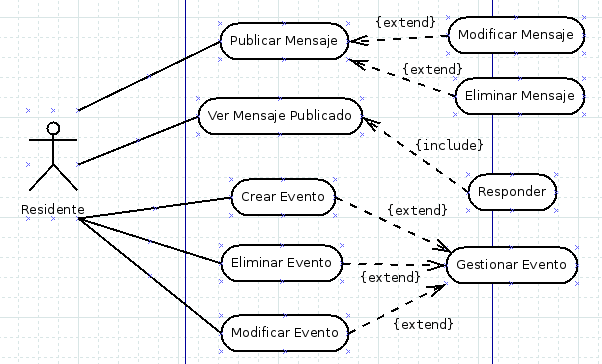 {extend}
Publicar Mensaje
Modificar Mensaje
{extend}
Eliminar Mensaje
Ver Mensaje Publicado
{include}
Responder
Residente
Crear Evento
{extend}
Eliminar Evento
Gestionar Evento
{extend}
Modificar Evento
{extend}